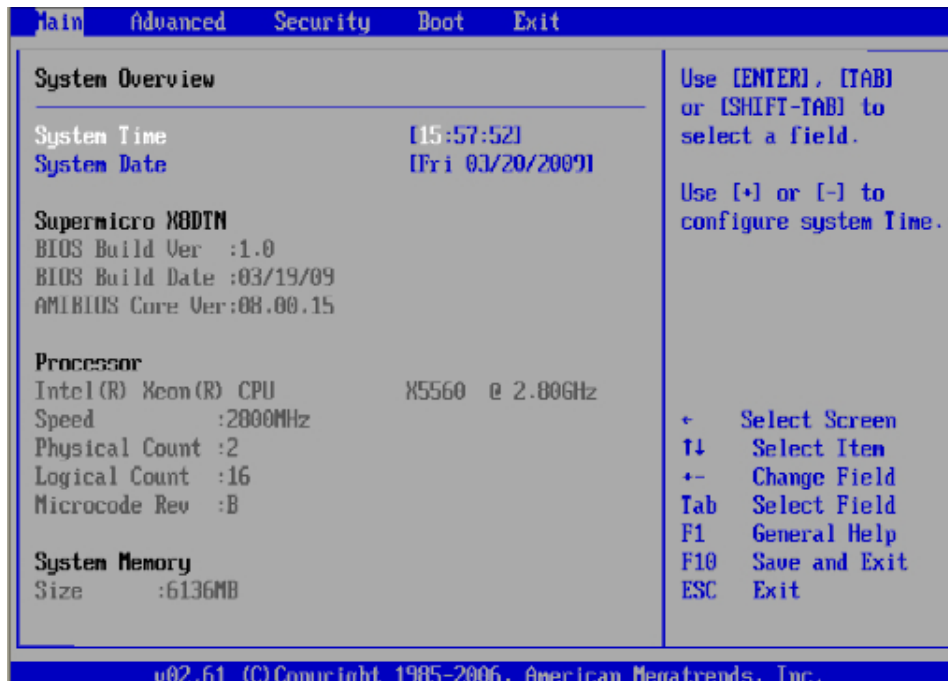 Main Advanced Security Boot Exit
System Overview
System Time [15:57:52]
System Date [Fri 03/20/2009]
Supermicro X8DTN
BIOS Build Ver :1.0
BIOS Build Date :03/19/09
AMIBIOS Core Ver:08.00.15
Processor
Intel(R) Xeon(R) CPU X5560 @ 2.80GHz
Speed :2800MHz
Physical Count :2
Logical Count :16
Microcode Rev :B
System Memory
Size :6136MB
Use [ENTER], [TAB]
or [SHIFT-TAB] to
select a field.
Use [+] or [-] to
configure system Time.
← Select Screen
↑↓ Select Item
+- Change Field
Tab Select Field
F1 General Help
F10 Save and Exit
ESC Exit
v02.61 (C)Copyright 1985-2006, American Megatrends, Inc.